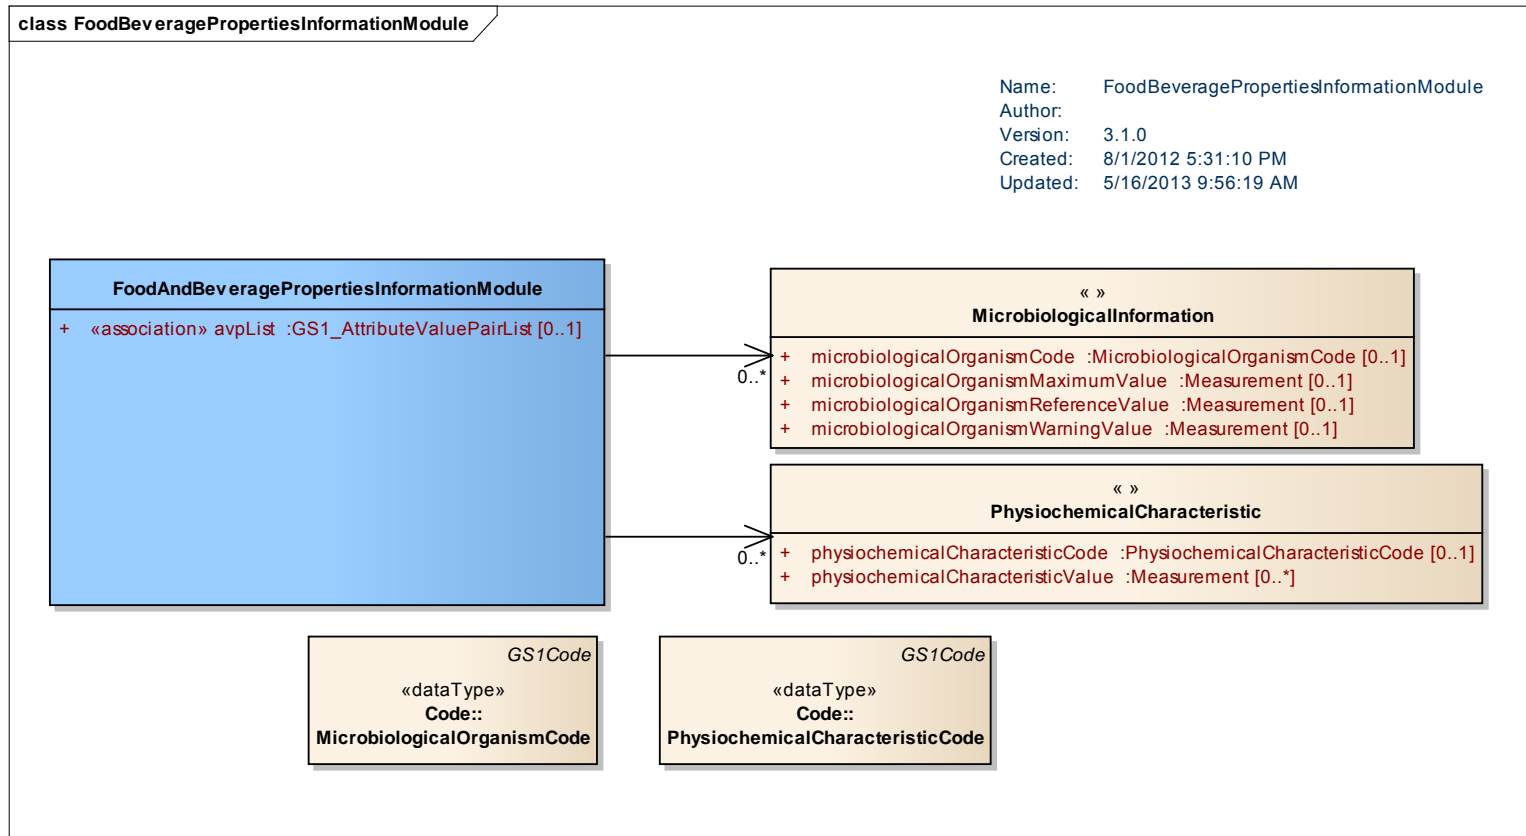 class FoodBeveragePropertiesInformationModule
Name: FoodBeveragePropertiesInformationModule
Author:
Version: 3.1.0
Created: 8/1/2012 5:31:10 PM
Updated: 5/16/2013 9:56:19 AM
FoodAndBeveragePropertiesInformationModule
+ «association» avpList :GS1_AttributeValuePairList [0..1]
« »
MicrobiologicalInformation
+ microbiologicalOrganismCode :MicrobiologicalOrganismCode [0..1]
+ microbiologicalOrganismMaximumValue :Measurement [0..1]
+ microbiologicalOrganismReferenceValue :Measurement [0..1]
+ microbiologicalOrganismWarningValue :Measurement [0..1]
0..*
« »
PhysiochemicalCharacteristic
+ physiochemicalCharacteristicCode :PhysiochemicalCharacteristicCode [0..1]
+ physiochemicalCharacteristicValue :Measurement [0..*]
0..*
GS1Code
«dataType»
Code::
MicrobiologicalOrganismCode
GS1Code
«dataType»
Code::
PhysiochemicalCharacteristicCode